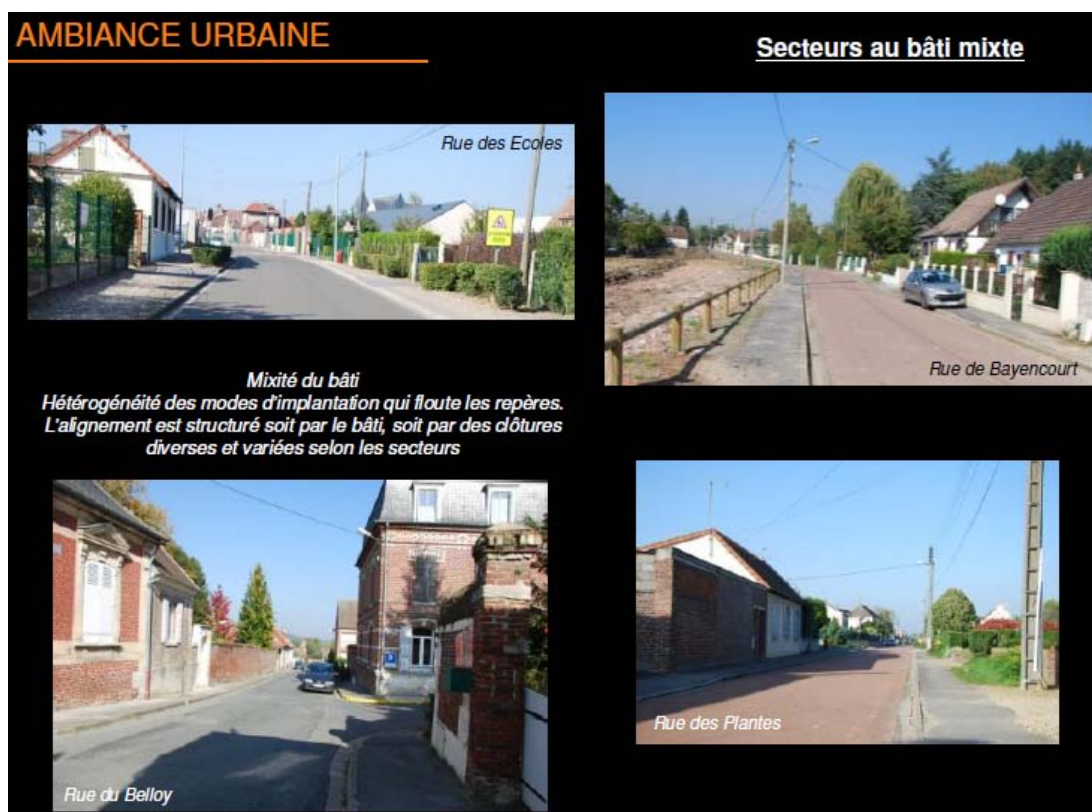 AMBIANCE URBAINE
Secteurs au bâti mixte
Rue des Ecoles
Rue de Bayencourt
Mixité du bâti
Hétérogénéité des modes d'implantation qui floute les repères.
L'alignement est structuré soit par le bâti, soit par des clôtures
diverses et variées selon les secteurs
Rue du Belloy
Rue des Plantes